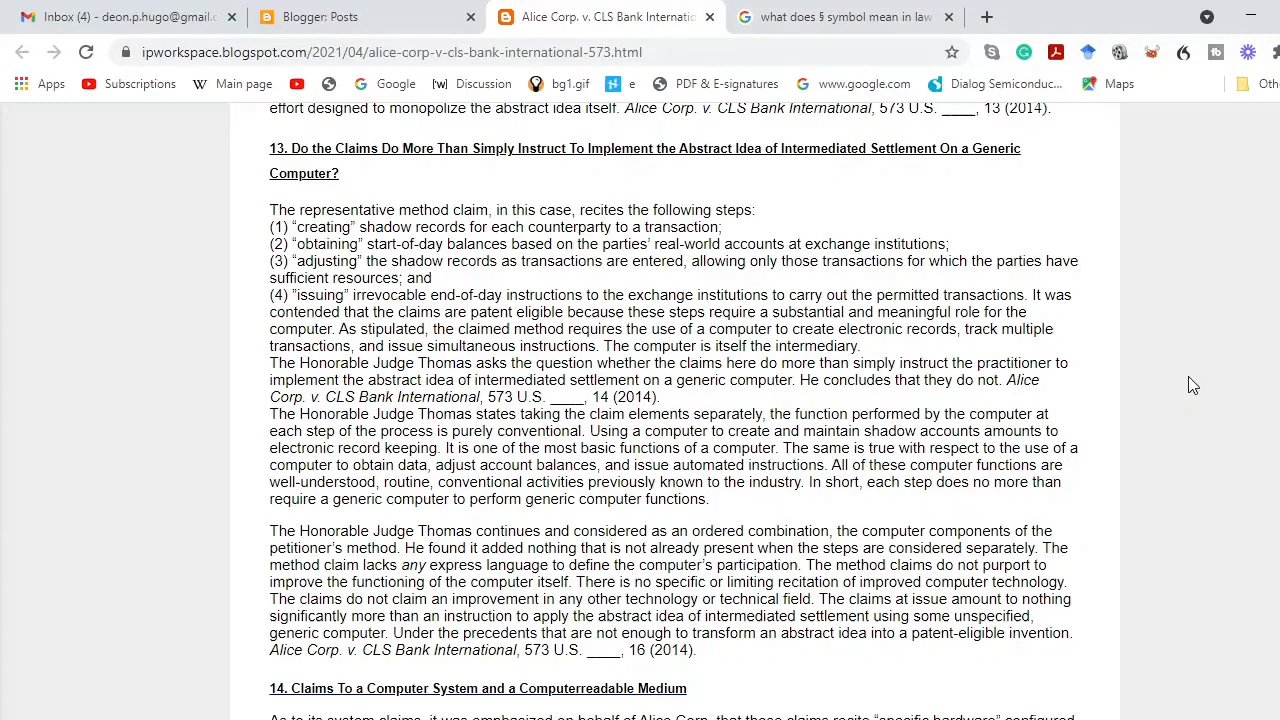 Inbox (4) - deon.p.hugo@gmail.c
Blogger: Posts
Alice Corp. v. CLS Bank Internatio
what does § symbol mean in law
ipworkspace.blogspot.com/2021/04/alice-corp-v-cls-bank-international-573.html
Apps
Subscriptions
Main page
Google
Discussion
bg1.gif
e
PDF & E-signatures
www.google.com
Dialog Semiconduc...
Maps
Oth
effort designed to monopolize the abstract idea itself. Alice Corp. v. CLS Bank International, 573 U.S. ____, 13 (2014).
13. Do the Claims Do More Than Simply Instruct To Implement the Abstract Idea of Intermediated Settlement On a Generic
Computer?
The representative method claim, in this case, recites the following steps:
(1) “creating” shadow records for each counterparty to a transaction;
(2) “obtaining” start-of-day balances based on the parties’ real-world accounts at exchange institutions;
(3) “adjusting” the shadow records as transactions are entered, allowing only those transactions for which the parties have
sufficient resources; and
(4) ”issuing” irrevocable end-of-day instructions to the exchange institutions to carry out the permitted transactions. It was
contended that the claims are patent eligible because these steps require a substantial and meaningful role for the
computer. As stipulated, the claimed method requires the use of a computer to create electronic records, track multiple
transactions, and issue simultaneous instructions. The computer is itself the intermediary.
The Honorable Judge Thomas asks the question whether the claims here do more than simply instruct the practitioner to
implement the abstract idea of intermediated settlement on a generic computer. He concludes that they do not. Alice
Corp. v. CLS Bank International, 573 U.S. ____, 14 (2014).
The Honorable Judge Thomas states taking the claim elements separately, the function performed by the computer at
each step of the process is purely conventional. Using a computer to create and maintain shadow accounts amounts to
electronic record keeping. It is one of the most basic functions of a computer. The same is true with respect to the use of a
computer to obtain data, adjust account balances, and issue automated instructions. All of these computer functions are
well-understood, routine, conventional activities previously known to the industry. In short, each step does no more than
require a generic computer to perform generic computer functions.
The Honorable Judge Thomas continues and considered as an ordered combination, the computer components of the
petitioner’s method. He found it added nothing that is not already present when the steps are considered separately. The
method claim lacks any express language to define the computer’s participation. The method claims do not purport to
improve the functioning of the computer itself. There is no specific or limiting recitation of improved computer technology.
The claims do not claim an improvement in any other technology or technical field. The claims at issue amount to nothing
significantly more than an instruction to apply the abstract idea of intermediated settlement using some unspecified,
generic computer. Under the precedents that are not enough to transform an abstract idea into a patent-eligible invention.
Alice Corp. v. CLS Bank International, 573 U.S. ____, 16 (2014).
14. Claims To a Computer System and a Computerreadable Medium
As to its system claims, it was emphasized on behalf of Alice Corp. that those claims recite “specific hardware” configured